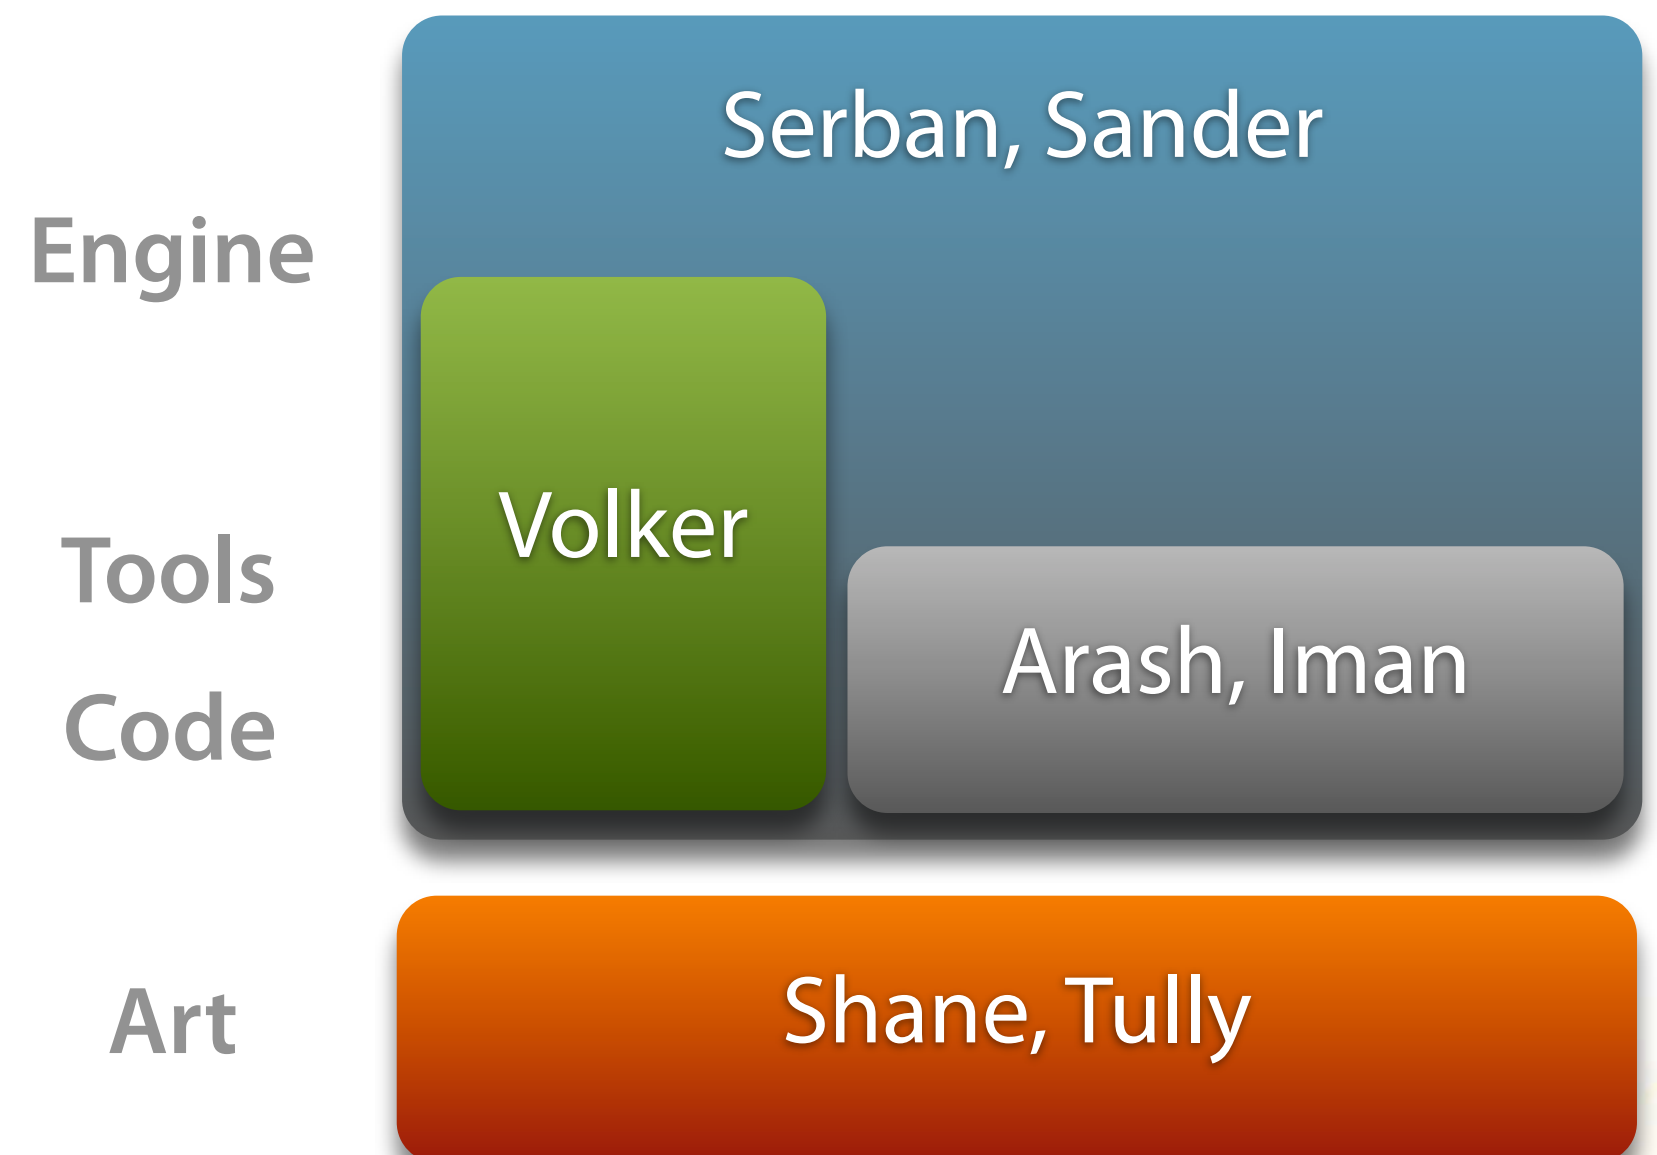 Serban, Sander
Engine
Volker
Tools
Arash, Iman
Code
Art
Shane, Tully